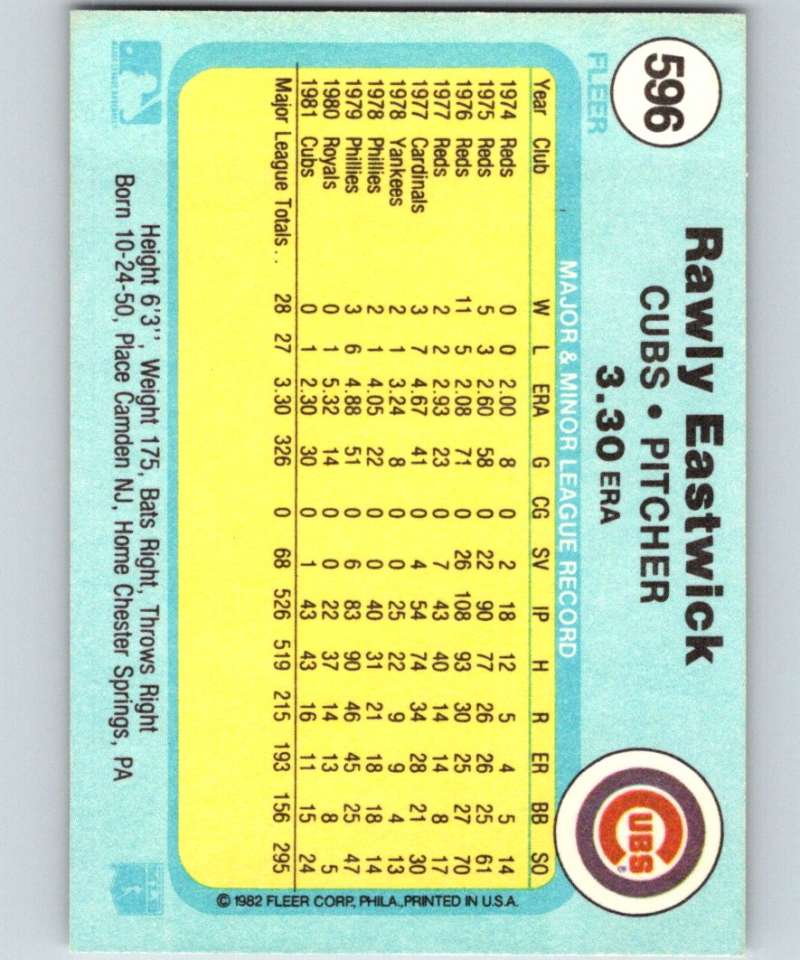 596
FLEER
Rawly Eastwick
CUBS • PITCHER
3.30 ERA
CUBS
®
MAJOR & MINOR LEAGUE RECORD
Year Club W L ERA G CG SV IP H R ER BB SO
1974 Reds 0 0 2.00 8 0 2 18 12 5 4 5 14
1975 Reds 5 3 2.60 58 0 22 90 77 26 26 25 61
1976 Reds 11 5 2.08 71 0 26 108 93 30 25 27 70
1977 Reds 2 2 2.93 23 0 7 43 40 14 14 8 17
1977 Cardinals 3 7 4.67 41 0 4 54 74 34 28 21 30
1978 Yankees 2 1 3.24 8 0 0 25 22 9 9 4 13
1978 Phillies 2 1 4.05 22 0 0 40 31 21 18 18 14
1979 Phillies 3 6 4.88 51 0 6 83 90 46 45 25 47
1980 Royals 0 1 5.32 14 0 0 22 37 14 13 8 5
1981 Cubs 0 1 2.30 30 0 1 43 43 16 11 15 24
Major League Totals . . 28 27 3.30 326 0 68 526 519 215 193 156 295
© 1982 FLEER CORP., PHILA., PRINTED IN U.S.A.
Height 6'3", Weight 175, Bats Right, Throws Right
Born 10-24-50, Place Camden NJ, Home Chester Springs, PA